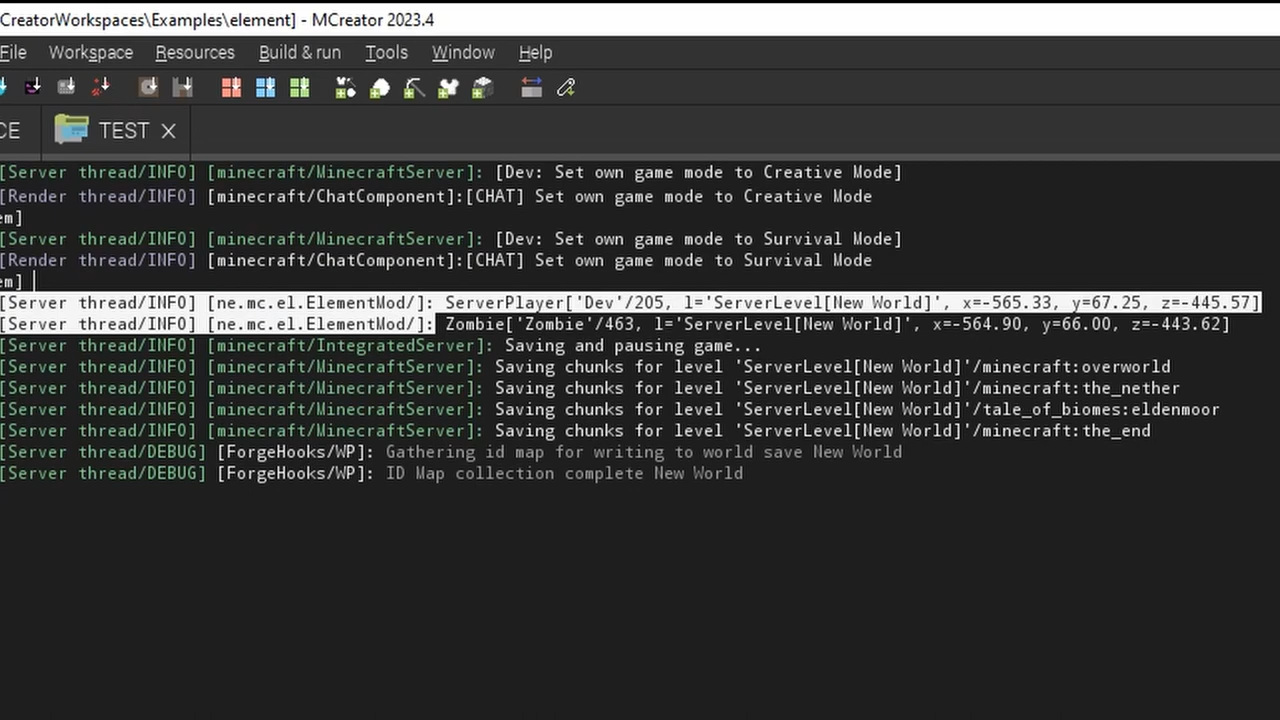 CreatorWorkspaces\Examples\element] - MCreator 2023.4
File Workspace Resources Build & run Tools Window Help
CE TEST
[Server thread/INFO] [minecraft/MinecraftServer]: [Dev: Set own game mode to Creative Mode]
[Render thread/INFO] [minecraft/ChatComponent]:[CHAT] Set own game mode to Creative Mode
em]
[Server thread/INFO] [minecraft/MinecraftServer]: [Dev: Set own game mode to Survival Mode]
[Render thread/INFO] [minecraft/ChatComponent]:[CHAT] Set own game mode to Survival Mode
em]
[Server thread/INFO] [ne.mc.el.ElementMod/]: ServerPlayer['Dev'/205, l='ServerLevel[New World]', x=-565.33, y=67.25, z=-445.57]
[Server thread/INFO] [ne.mc.el.ElementMod/]: Zombie['Zombie'/463, l='ServerLevel[New World]', x=-564.90, y=66.00, z=-443.62]
[Server thread/INFO] [minecraft/IntegratedServer]: Saving and pausing game...
[Server thread/INFO] [minecraft/MinecraftServer]: Saving chunks for level 'ServerLevel[New World]'/minecraft:overworld
[Server thread/INFO] [minecraft/MinecraftServer]: Saving chunks for level 'ServerLevel[New World]'/minecraft:the_nether
[Server thread/INFO] [minecraft/MinecraftServer]: Saving chunks for level 'ServerLevel[New World]'/tale_of_biomes:eldenmoor
[Server thread/INFO] [minecraft/MinecraftServer]: Saving chunks for level 'ServerLevel[New World]'/minecraft:the_end
[Server thread/DEBUG] [ForgeHooks/WP]: Gathering id map for writing to world save New World
[Server thread/DEBUG] [ForgeHooks/WP]: ID Map collection complete New World